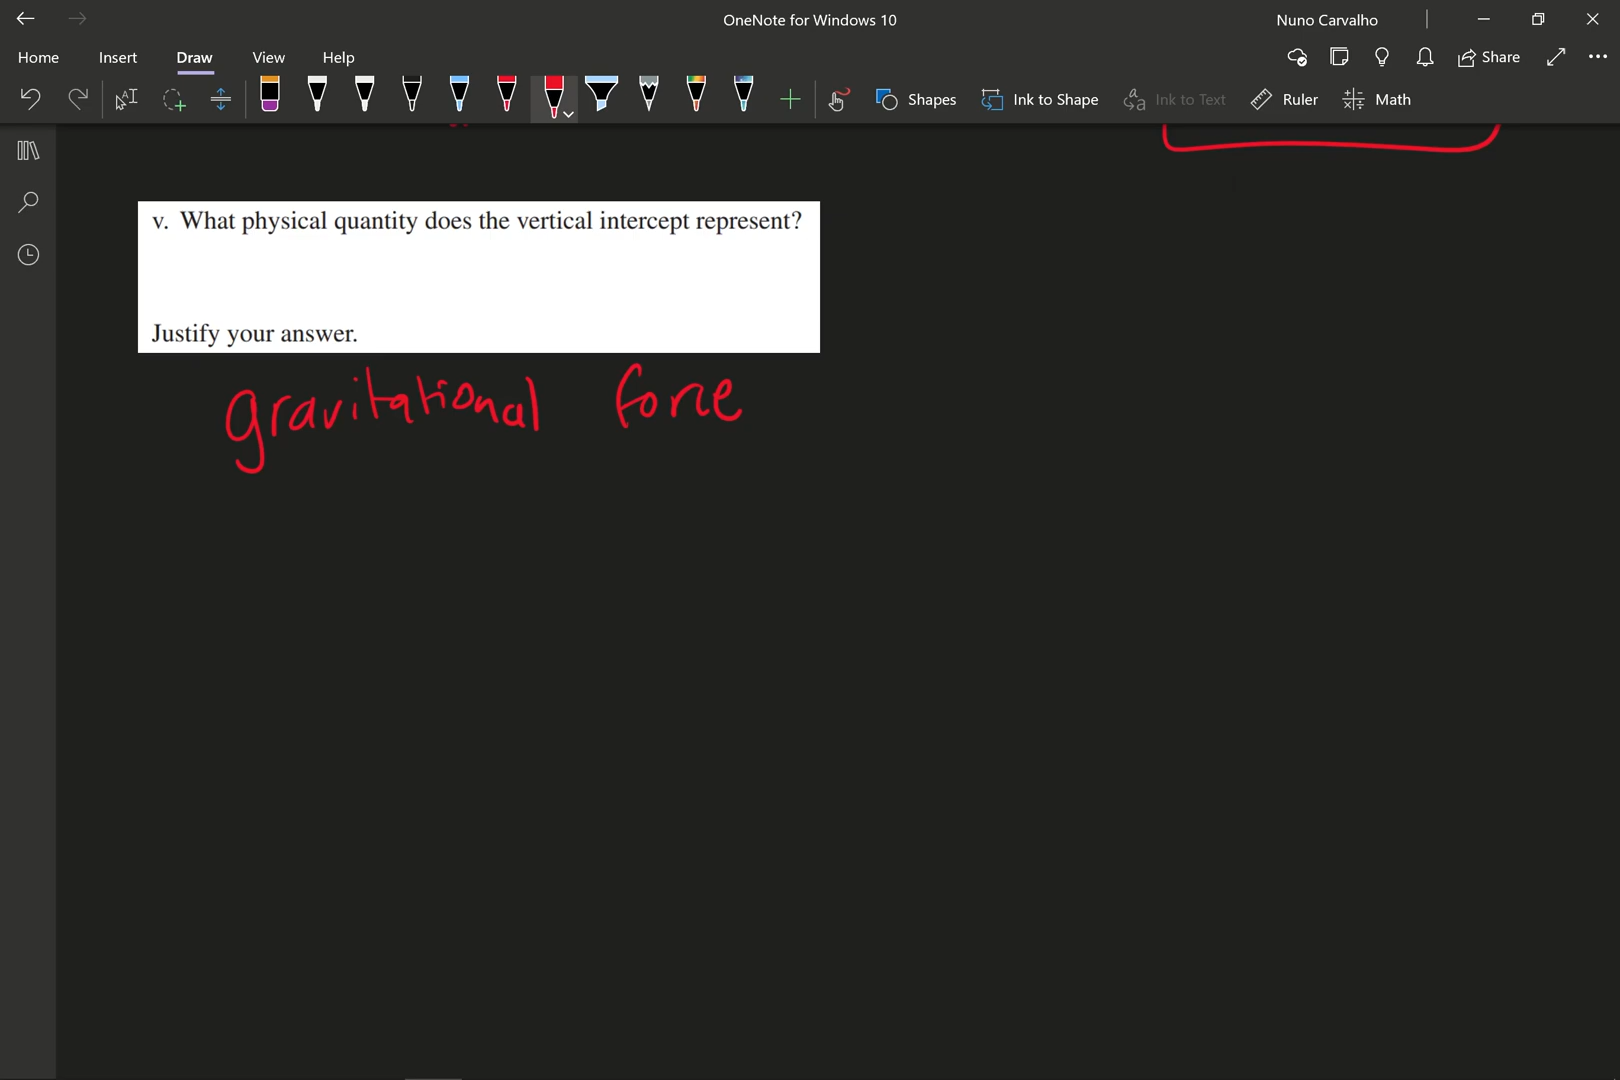 OneNote for Windows 10
Nuno Carvalho
Home Insert Draw View Help
Share
Shapes Ink to Shape Ink to Text Ruler Math
v. What physical quantity does the vertical intercept represent?
Justify your answer.
gravitational force